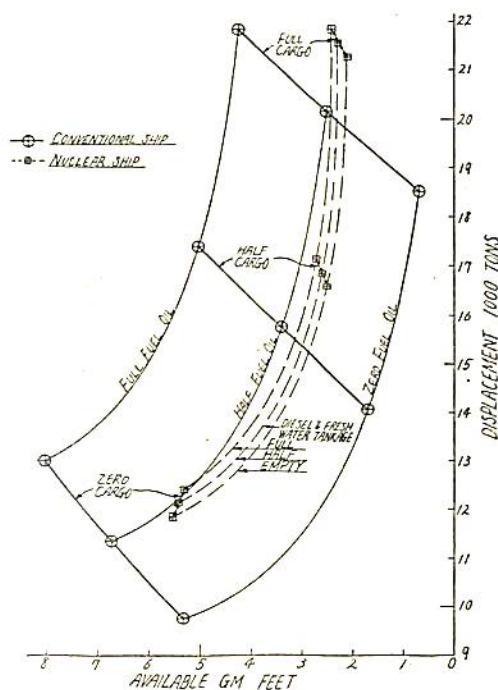 FULL
CARGO
CONVENTIONAL SHIP
NUCLEAR SHIP
HALF
CARGO
FULL FUEL OIL
HALF FUEL OIL
ZERO FUEL OIL
DIESEL & FRESH
WATER TANKAGE
FULL
HALF
EMPTY
ZERO
CARGO
22
21
20
19
18
17
16
15
14
13
12
11
10
9
DISPLACEMENT 1000 TONS
8 7 6 5 4 3 2 1 0
AVAILABLE GM FEET